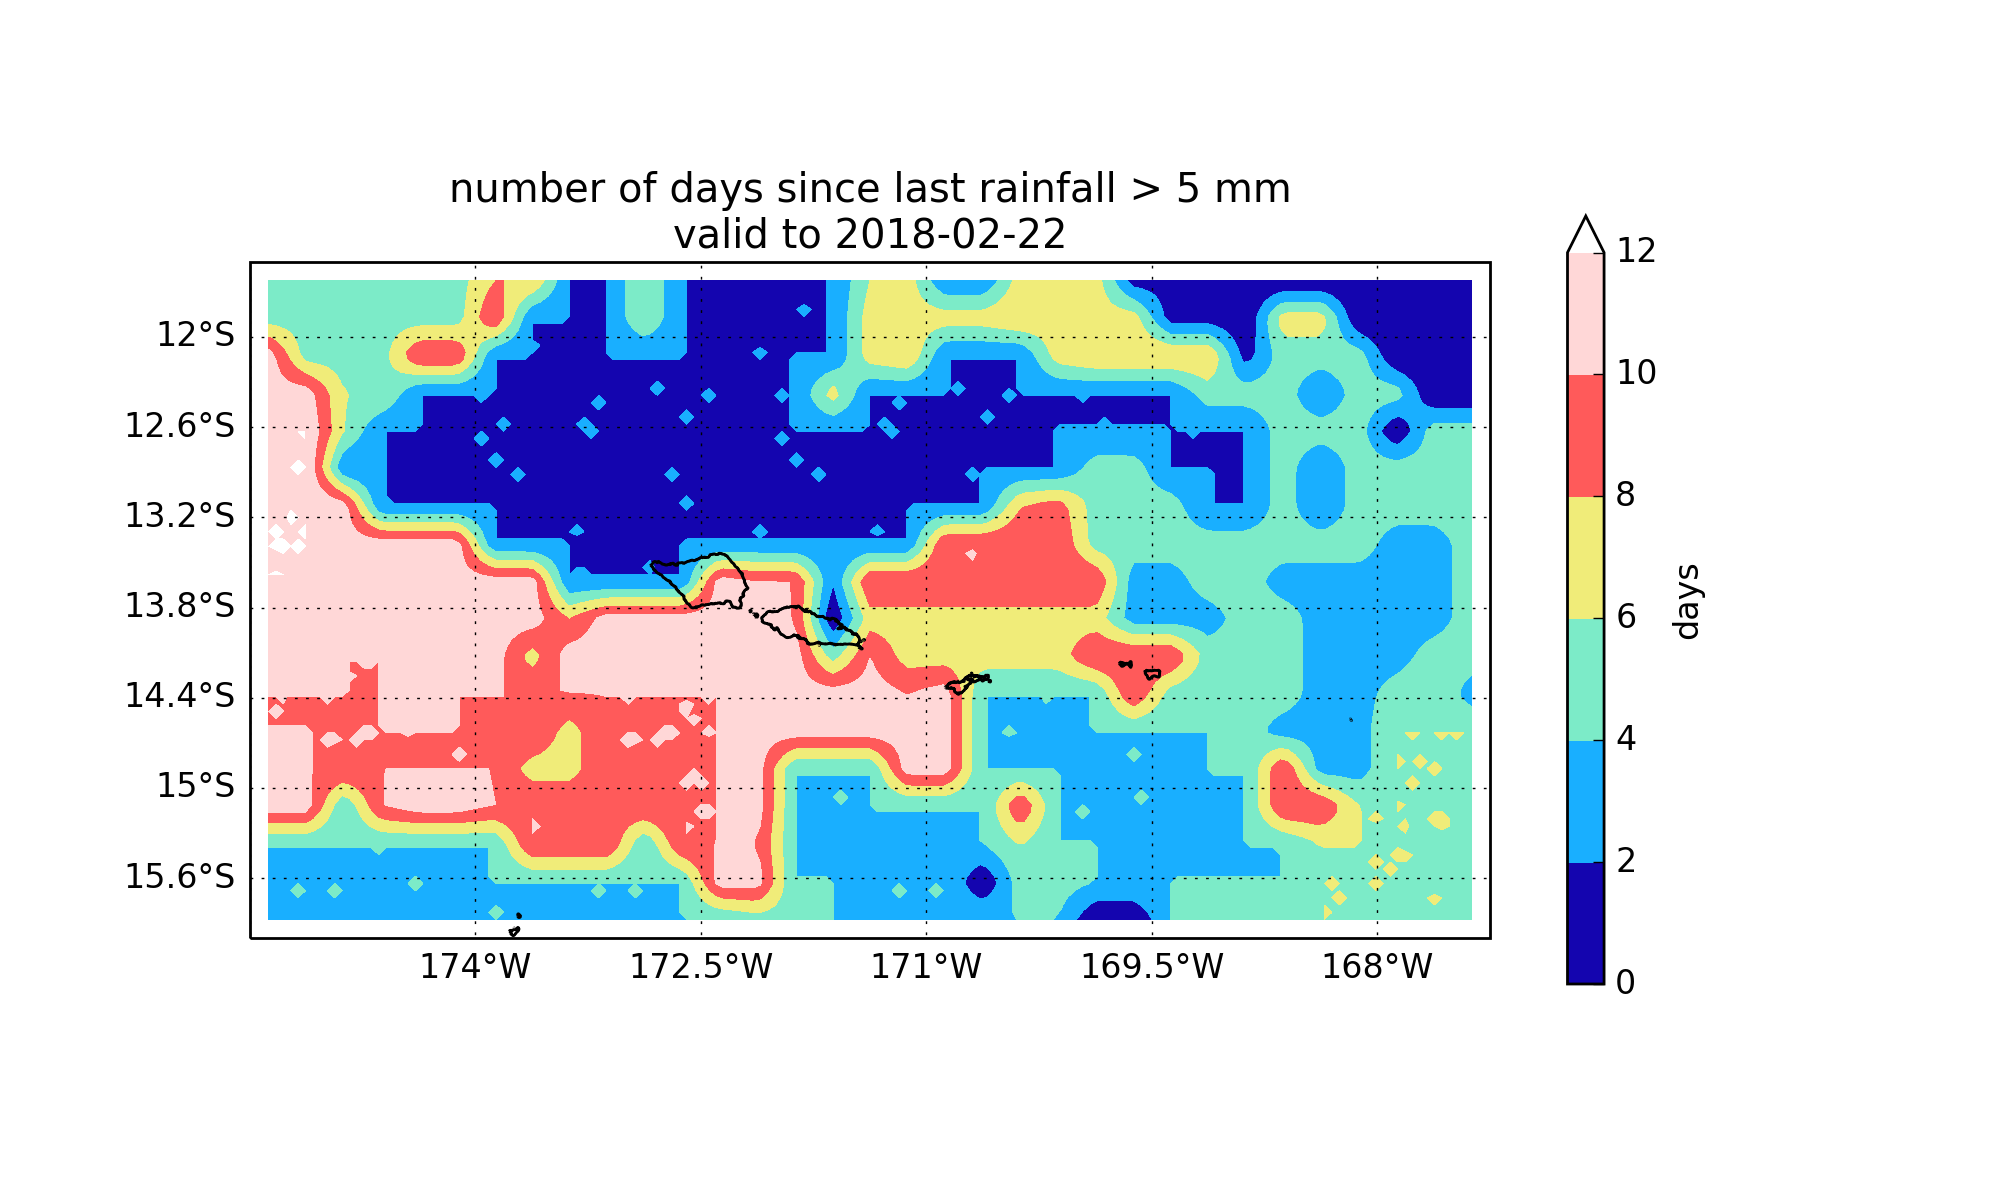 number of days since last rainfall > 5 mm
valid to 2018-02-22
12°S
12.6°S
13.2°S
13.8°S
14.4°S
15°S
15.6°S
174°W
172.5°W
171°W
169.5°W
168°W
12
10
8
6
4
2
0
days